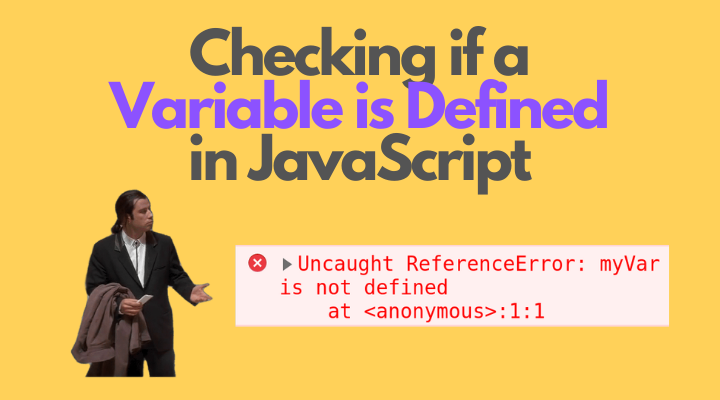 Checking if a
Variable is Defined
in JavaScript
Uncaught ReferenceError: myVar
is not defined
at <anonymous>:1:1